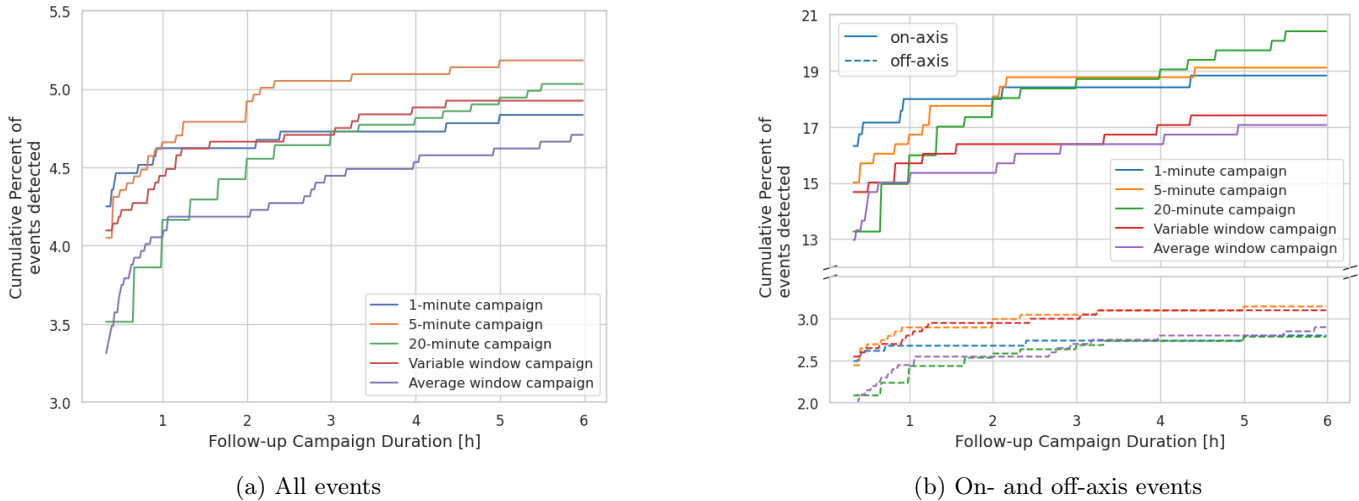 5.5
5.0
4.5
4.0
3.5
3.0
Cumulative Percent of
events detected
1-minute campaign
5-minute campaign
20-minute campaign
Variable window campaign
Average window campaign
1 2 3 4 5 6
Follow-up Campaign Duration [h]
(a) All events
21
19
17
15
13
3.0
2.5
2.0
Cumulative Percent of
events detected
on-axis
off-axis
1-minute campaign
5-minute campaign
20-minute campaign
Variable window campaign
Average window campaign
1 2 3 4 5 6
Follow-up Campaign Duration [h]
(b) On- and off-axis events